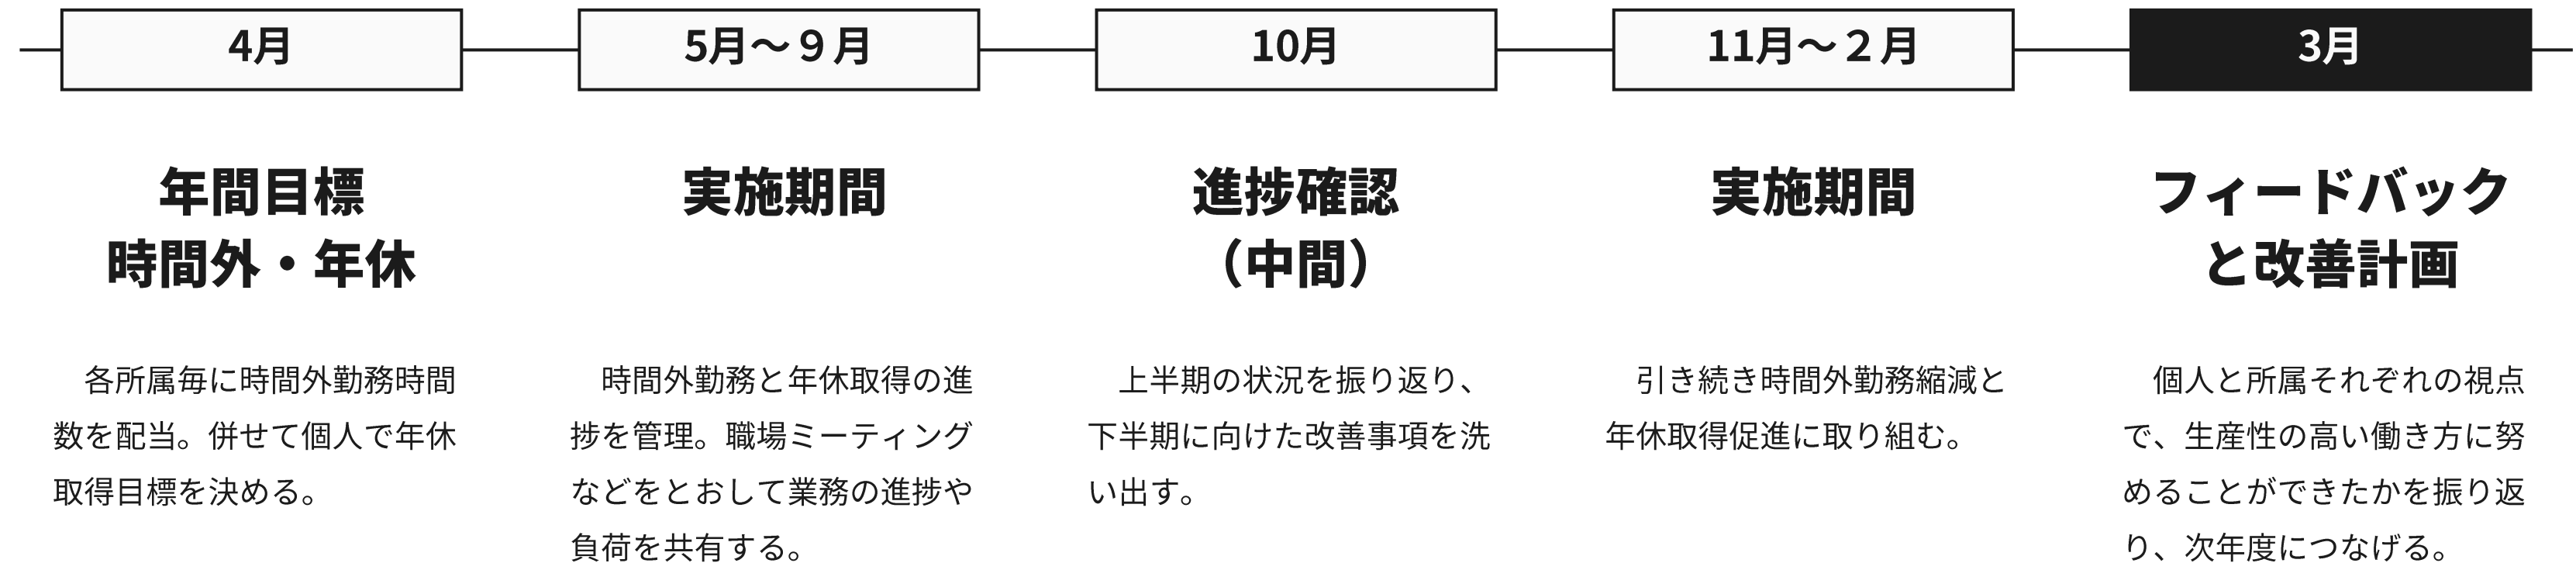 4月
年間目標
時間外・年休
各所属毎に時間外勤務時間
数を配当。併せて個人で年休
取得目標を決める。
5月～９月
実施期間
時間外勤務と年休取得の進
捗を管理。職場ミーティング
などをとおして業務の進捗や
負荷を共有する。
10月
進捗確認
（中間）
上半期の状況を振り返り、
下半期に向けた改善事項を洗
い出す。
11月～２月
実施期間
引き続き時間外勤務縮減と
年休取得促進に取り組む。
3月
フィードバック
と改善計画
個人と所属それぞれの視点
で、生産性の高い働き方に努
めることができたかを振り返
り、次年度につなげる。